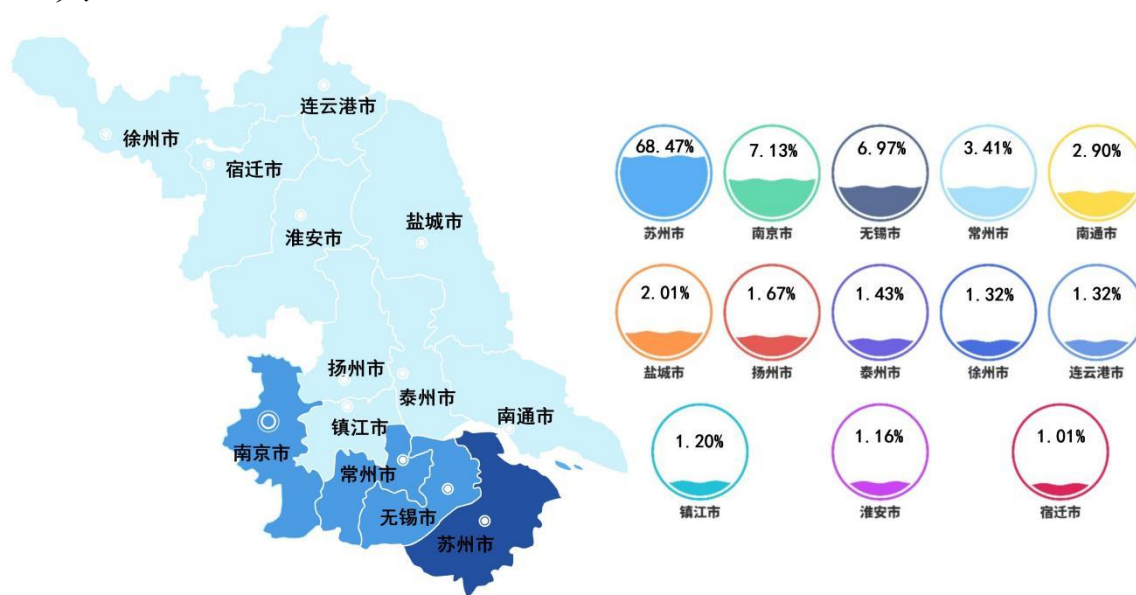 连云港市
徐州市
宿迁市
淮安市
盐城市
扬州市
泰州市
镇江市
南通市
南京市
常州市
无锡市
苏州市
68.47%
7.13%
6.97%
3.41%
2.90%
苏州市
南京市
无锡市
常州市
南通市
2.01%
1.67%
1.43%
1.32%
1.32%
盐城市
扬州市
泰州市
徐州市
连云港市
1.20%
1.16%
1.01%
镇江市
淮安市
宿迁市